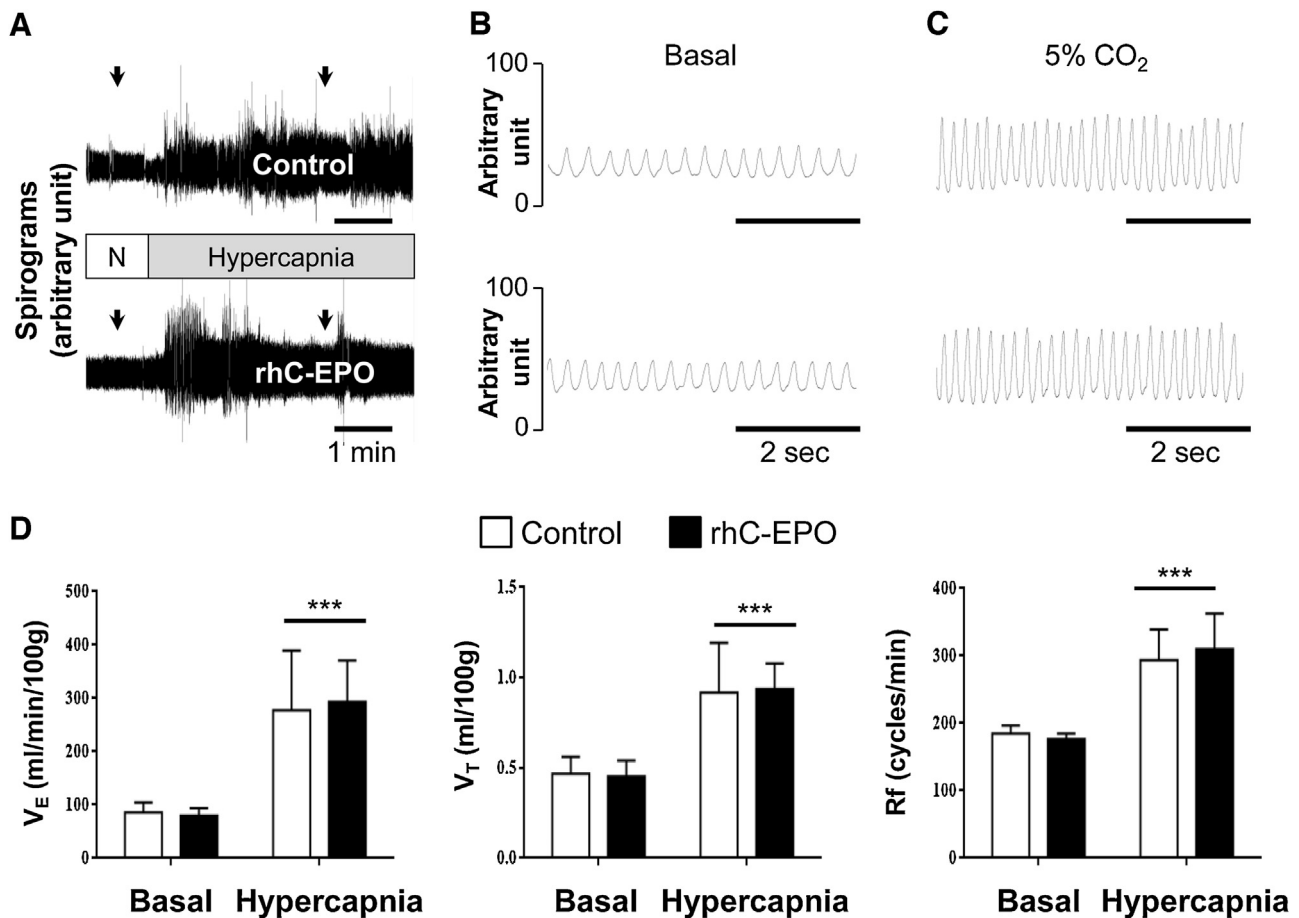 A
Spirograms
(arbitrary unit)
Control
N
Hypercapnia
rhC-EPO
1 min
B
Basal
100
Arbitrary
unit
0
100
Arbitrary
unit
0
2 sec
C
5% CO₂
2 sec
D
Control
rhC-EPO
V_E (ml/min/100g)
500
400
300
200
100
0
***
Basal
Hypercapnia
V_T (ml/100g)
1.5
1.0
0.5
0.0
***
Basal
Hypercapnia
Rf (cycles/min)
400
300
200
100
0
***
Basal
Hypercapnia